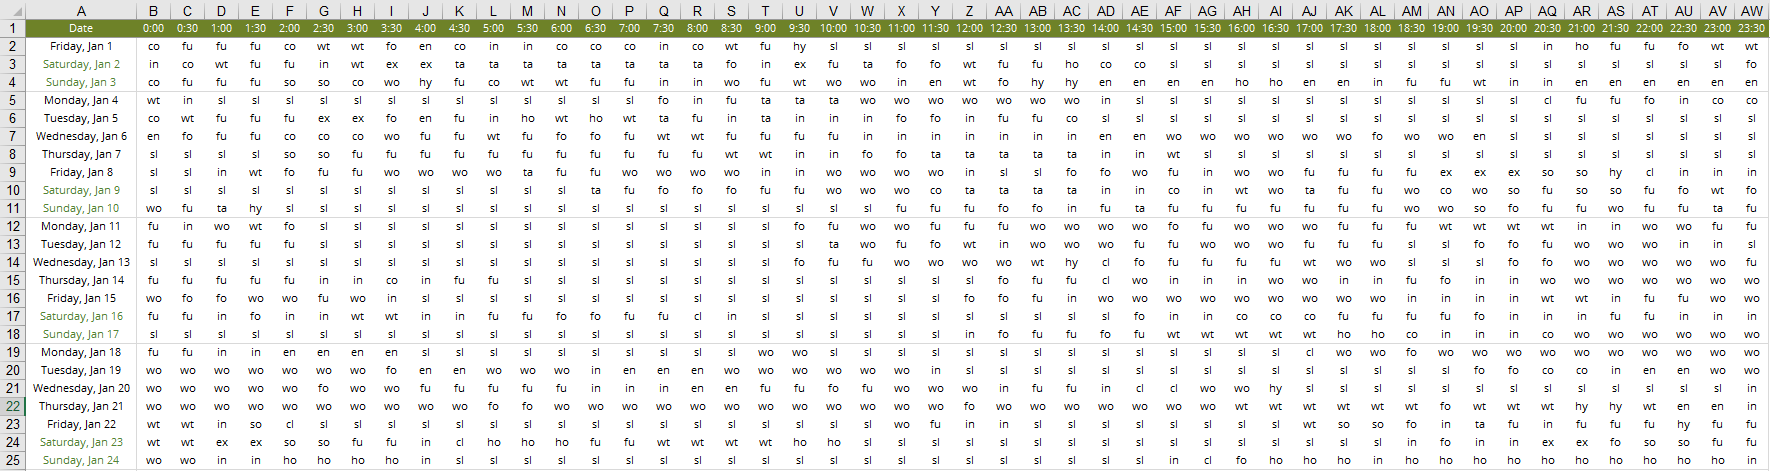 A B C D E F G H I J K L M N O P Q R S T U V W X Y Z AA AB AC AD AE AF AG AH AI AJ AK AL AM AN AO AP AQ AR AS AT AU AV AW
1 Date 0:00 0:30 1:00 1:30 2:00 2:30 3:00 3:30 4:00 4:30 5:00 5:30 6:00 6:30 7:00 7:30 8:00 8:30 9:00 9:30 10:00 10:30 11:00 11:30 12:00 12:30 13:00 13:30 14:00 14:30 15:00 15:30 16:00 16:30 17:00 17:30 18:00 18:30 19:00 19:30 20:00 20:30 21:00 21:30 22:00 22:30 23:00 23:30
2 Friday, Jan 1 co fu fu fu co wt wt fo en co in in co co co in co wt fu hy sl sl sl sl sl sl sl sl sl sl sl sl sl sl sl sl sl sl sl sl sl in ho fu fu fo wt wt
3 Saturday, Jan 2 in co wt fu fu in wt ex ex ta ta ta ta ta ta ta ta fo in ex fu ta fo fo wt fu fu ho co co sl sl sl sl sl sl sl sl sl sl sl sl sl sl sl sl sl fo
4 Sunday, Jan 3 co fu fu fu so so co wo hy fu co wt wt fu fu in in wo fu wt wo wo in en wt fo hy hy en en en en ho ho en en in fu fu wt in in en en en en en en
5 Monday, Jan 4 wt in sl sl sl sl sl sl sl sl sl sl sl sl sl fo in fu ta ta ta wo wo wo wo wo wo wo in sl sl sl sl sl sl sl sl sl sl sl sl cl fu fu fo in co co
6 Tuesday, Jan 5 co wt fu fu fu ex ex fo en fu in ho wt ho wt ta fu in ta in in in fo fo in fu fu co sl sl sl sl sl sl sl sl sl sl sl sl sl sl sl sl sl sl sl sl
7 Wednesday, Jan 6 en fo fu fu co co co wo fu fu wt fu fo fo fu wt wt fu fu fu fu in in in in in in in en en wo wo wo wo wo wo fo wo wo en sl sl sl sl sl sl sl sl
8 Thursday, Jan 7 sl sl sl sl so so fu fu fu fu fu fu fu fu fu fu fu wt wt in in fo fo ta ta ta ta ta in in wt sl sl sl sl sl sl sl sl sl sl sl sl sl sl sl sl sl
9 Friday, Jan 8 sl sl in wt fo fu fu wo wo wo wo ta fu fu wo wo wo wo in in wo wo wo wo in sl sl fo fo wo fu in wo wo fu fu fu fu ex ex ex so so hy cl in in in
10 Saturday, Jan 9 sl sl sl sl sl sl sl sl sl sl sl sl sl ta fu fo fo fo fu fu wo wo wo co ta ta ta ta in in co in wt wo ta fu fu wo co wo so fu so so fu fu wt fo
11 Sunday, Jan 10 wo fu ta hy sl sl sl sl sl sl sl sl sl sl sl sl sl sl sl sl sl sl fu fu fu fo fo in fu ta fu fu fu fu fu fu fu wo wo so fo fu fu wo fu fu ta fu
12 Monday, Jan 11 fu in wo wt fo sl sl sl sl sl sl sl sl sl sl sl sl sl sl fo fu wo wo fu fu fu wo wo wo wo fo fu wo wo fu fu fu fu wt wt wt wt in in wo wo fu fu
13 Tuesday, Jan 12 fu fu fu fu fu sl sl sl sl sl sl sl sl sl sl sl sl sl sl sl ta wo fu fo wt in wo wo wo fu fu wo wo wo fu fu fu sl sl fo fo fu wo wo wo in in sl
14 Wednesday, Jan 13 sl sl sl sl sl sl sl sl sl sl sl sl sl sl sl sl sl sl sl fo fu fu wo wo wo wo wt hy cl fo fu fu fu fu wt wo wo sl sl sl fo fo wo wo wo wo wo fu
15 Thursday, Jan 14 fu fu fu fu fu in in co in fu fu sl sl sl sl sl sl sl sl sl sl sl sl sl sl fo fu fu cl wo in in in wo wo in in fu fo in in wo wo wo wo wo wo wo
16 Friday, Jan 15 wo fo fo wo wo fu wo in sl sl sl sl sl sl sl sl sl sl sl sl sl sl sl sl fo fo fu in wo wo wo wo wo wo wo wo wo in in in in wt wt in fu fu wo wo
17 Saturday, Jan 16 fu fu in fo in in wt wt in in fu fu fo fo fu fu cl in sl sl sl sl sl sl sl sl sl sl sl sl fo in co co co fu fu fu fu fo in in in fu fu in in in
18 Sunday, Jan 17 sl sl sl sl sl sl sl sl sl sl sl sl sl sl sl sl sl sl sl sl sl sl sl sl in fo fu fu fo fu wt wt wt wt wt ho ho co in in in co wo wo wo wo wo wo
19 Monday, Jan 18 fu fu in in en en en en sl sl sl sl sl sl sl sl sl sl wo wo sl sl sl sl sl sl sl sl sl sl sl sl sl sl cl wo wo fo wo wo wo wo wo wo wo wo wo wo
20 Tuesday, Jan 19 wo wo wo wo wo wo wo fo en en wo wo wo in en en en wo wo wo wo wo wo in sl sl sl sl sl sl sl sl sl sl sl sl sl sl sl fo fo co co in en en wo wo
21 Wednesday, Jan 20 wo wo wo wo wo fo wo wo fu fu fu fu fu in in in en en fu fu fo fu wo wo wo in fu fu in cl cl wo wo hy sl sl sl sl sl sl sl sl sl sl sl sl sl in
22 Thursday, Jan 21 wo wo wo wo wo wo wo wo wo wo fo fo wo wo wo wo wo wo wo wo wo wo wo wo fo wo wo wo wo wo wo wo wt wt wt wt wt wt fo wt wt wt hy hy wt en en in
23 Friday, Jan 22 wt wt in so cl sl sl sl sl sl sl sl sl sl sl sl sl sl sl sl sl sl wo fu in in sl sl sl sl sl sl sl sl wt so so fo in ta fu in fu fu fu hy fu fu
24 Saturday, Jan 23 wt wt ex ex so so fu fu in cl ho ho ho fu fu wt wt wt wt ho ho sl sl sl sl sl sl sl sl sl sl sl sl sl sl sl sl in fo in in ex ex fo so so fu fu
25 Sunday, Jan 24 wo wo in in ho ho ho ho in sl sl sl sl sl sl sl sl sl sl sl sl sl sl sl sl sl sl sl sl sl in cl fo ho ho ho in ho ho ho ho ho ho ho ho ho ho in